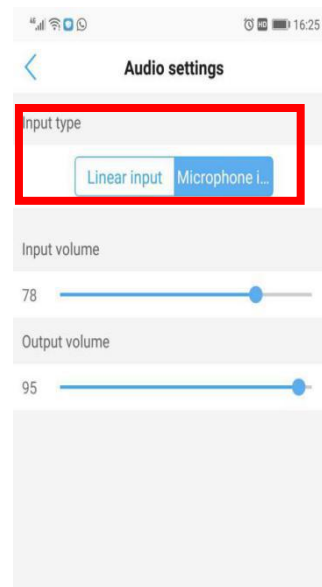 16:25
Audio settings
Input type
Linear input Microphone i...
Input volume
78
Output volume
95